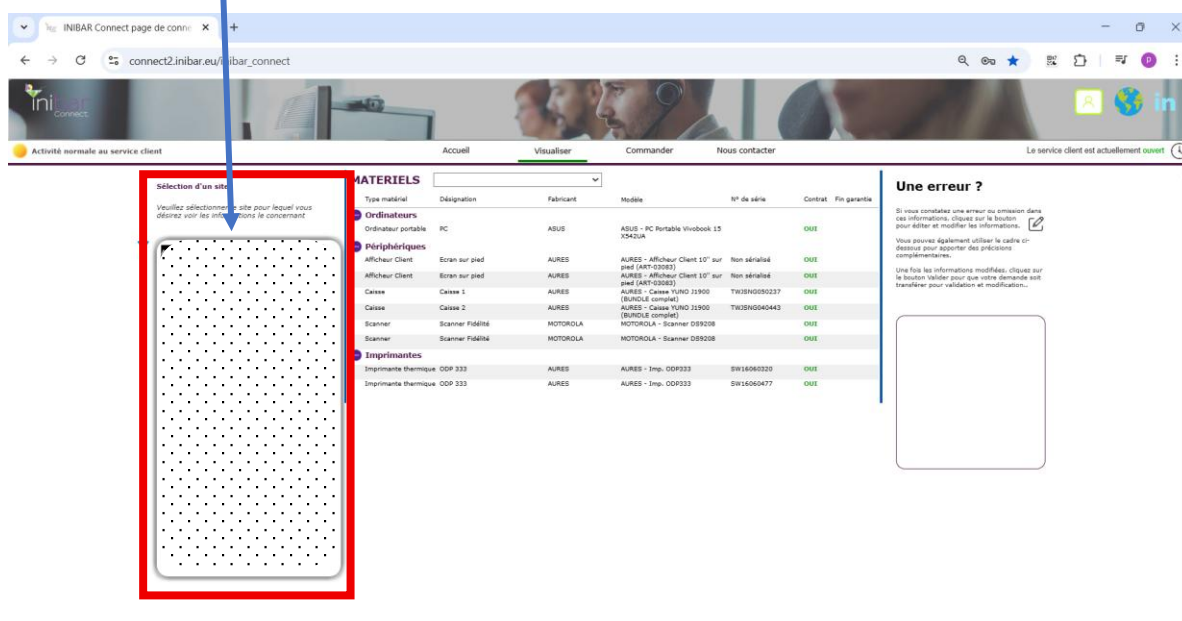 INIBAR Connect page de conne
connect2.inibar.eu/inibar_connect
inibar
Connect.
in
Activité normale au service client
Accueil
Visualiser
Commander
Nous contacter
Le service client est actuellement ouvert
Sélection d'un site
Veuillez sélectionner le site pour lequel vous
désirez voir les informations le concernant
MATERIELS
Type matériel Désignation Fabricant Modèle N° de série Contrat Fin garantie
Ordinateurs
Ordinateur portable PC ASUS ASUS - PC Portable Vivobook 15 OUI
X542UA
Périphériques
Afficheur Client Ecran sur pied AURES AURES - Afficheur Client 10" sur Non sérialisé OUI
pied (ART-03083)
Afficheur Client Ecran sur pied AURES AURES - Afficheur Client 10" sur Non sérialisé OUI
pied (ART-03083)
Caisse Caisse 1 AURES AURES - Caisse YUNO J1900 TWJSNG050237 OUI
(BUNDLE complet)
Caisse Caisse 2 AURES AURES - Caisse YUNO J1900 TWJSNG040443 OUI
(BUNDLE complet)
Scanner Scanner Fidélité MOTOROLA MOTOROLA - Scanner DS9208 OUI
Scanner Scanner Fidélité MOTOROLA MOTOROLA - Scanner DS9208 OUI
Imprimantes
Imprimante thermique ODP 333 AURES AURES - Imp. ODP333 SW16060320 OUI
Imprimante thermique ODP 333 AURES AURES - Imp. ODP333 SW16060477 OUI
Une erreur ?
Si vous constatez une erreur ou omission dans
ces informations, cliquez sur le bouton
pour éditer et modifier les informations.
Vous pouvez également utiliser le cadre ci-
dessous pour apporter des précisions
complémentaires.
Une fois les informations modifiées, cliquez sur
le bouton Valider pour que votre demande soit
transférer pour validation et modification..